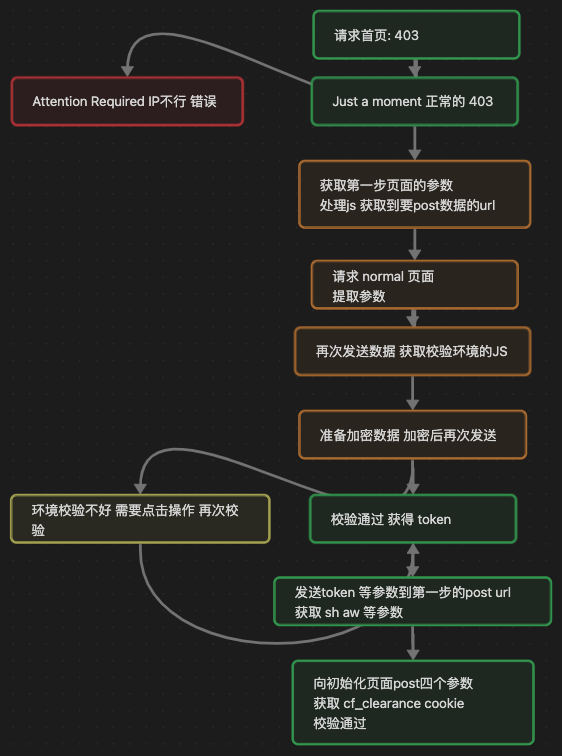 请求首页: 403
Attention Required IP不行 错误
Just a moment 正常的 403
获取第一步页面的参数
处理js 获取到要post数据的url
请求 normal 页面
提取参数
再次发送数据 获取校验环境的JS
准备加密数据 加密后再次发送
环境校验不好 需要点击操作 再次校
验
校验通过 获得 token
发送token 等参数到第一步的post url
获取 sh aw 等参数
向初始化页面post四个参数
获取 cf_clearance cookie
校验通过